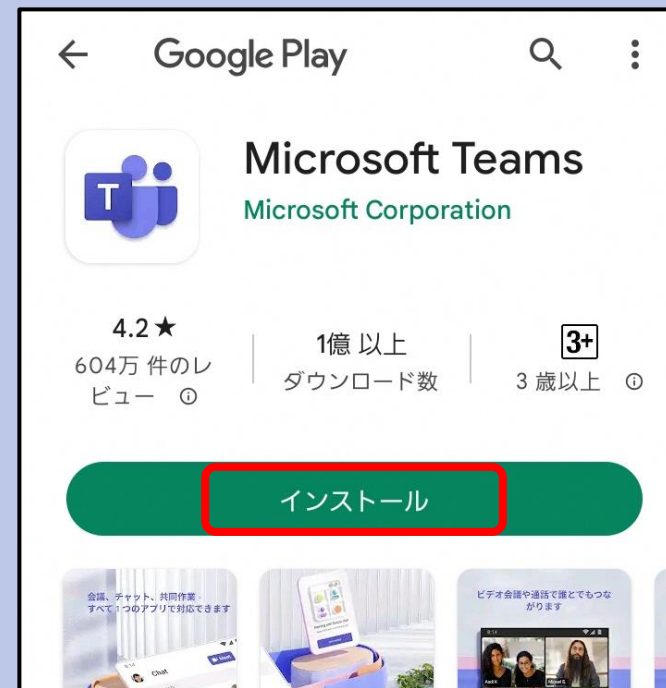 Google Play
T
Microsoft Teams
Microsoft Corporation
4.2★
604万 件のレ
ビュー
1億 以上
ダウンロード数
3+
3 歳以上
インストール
会議、チャット、共同作業 -
すべて 1 つのアプリで対応できます
Chat
ビデオ会議や通話で誰とでもつな
がります